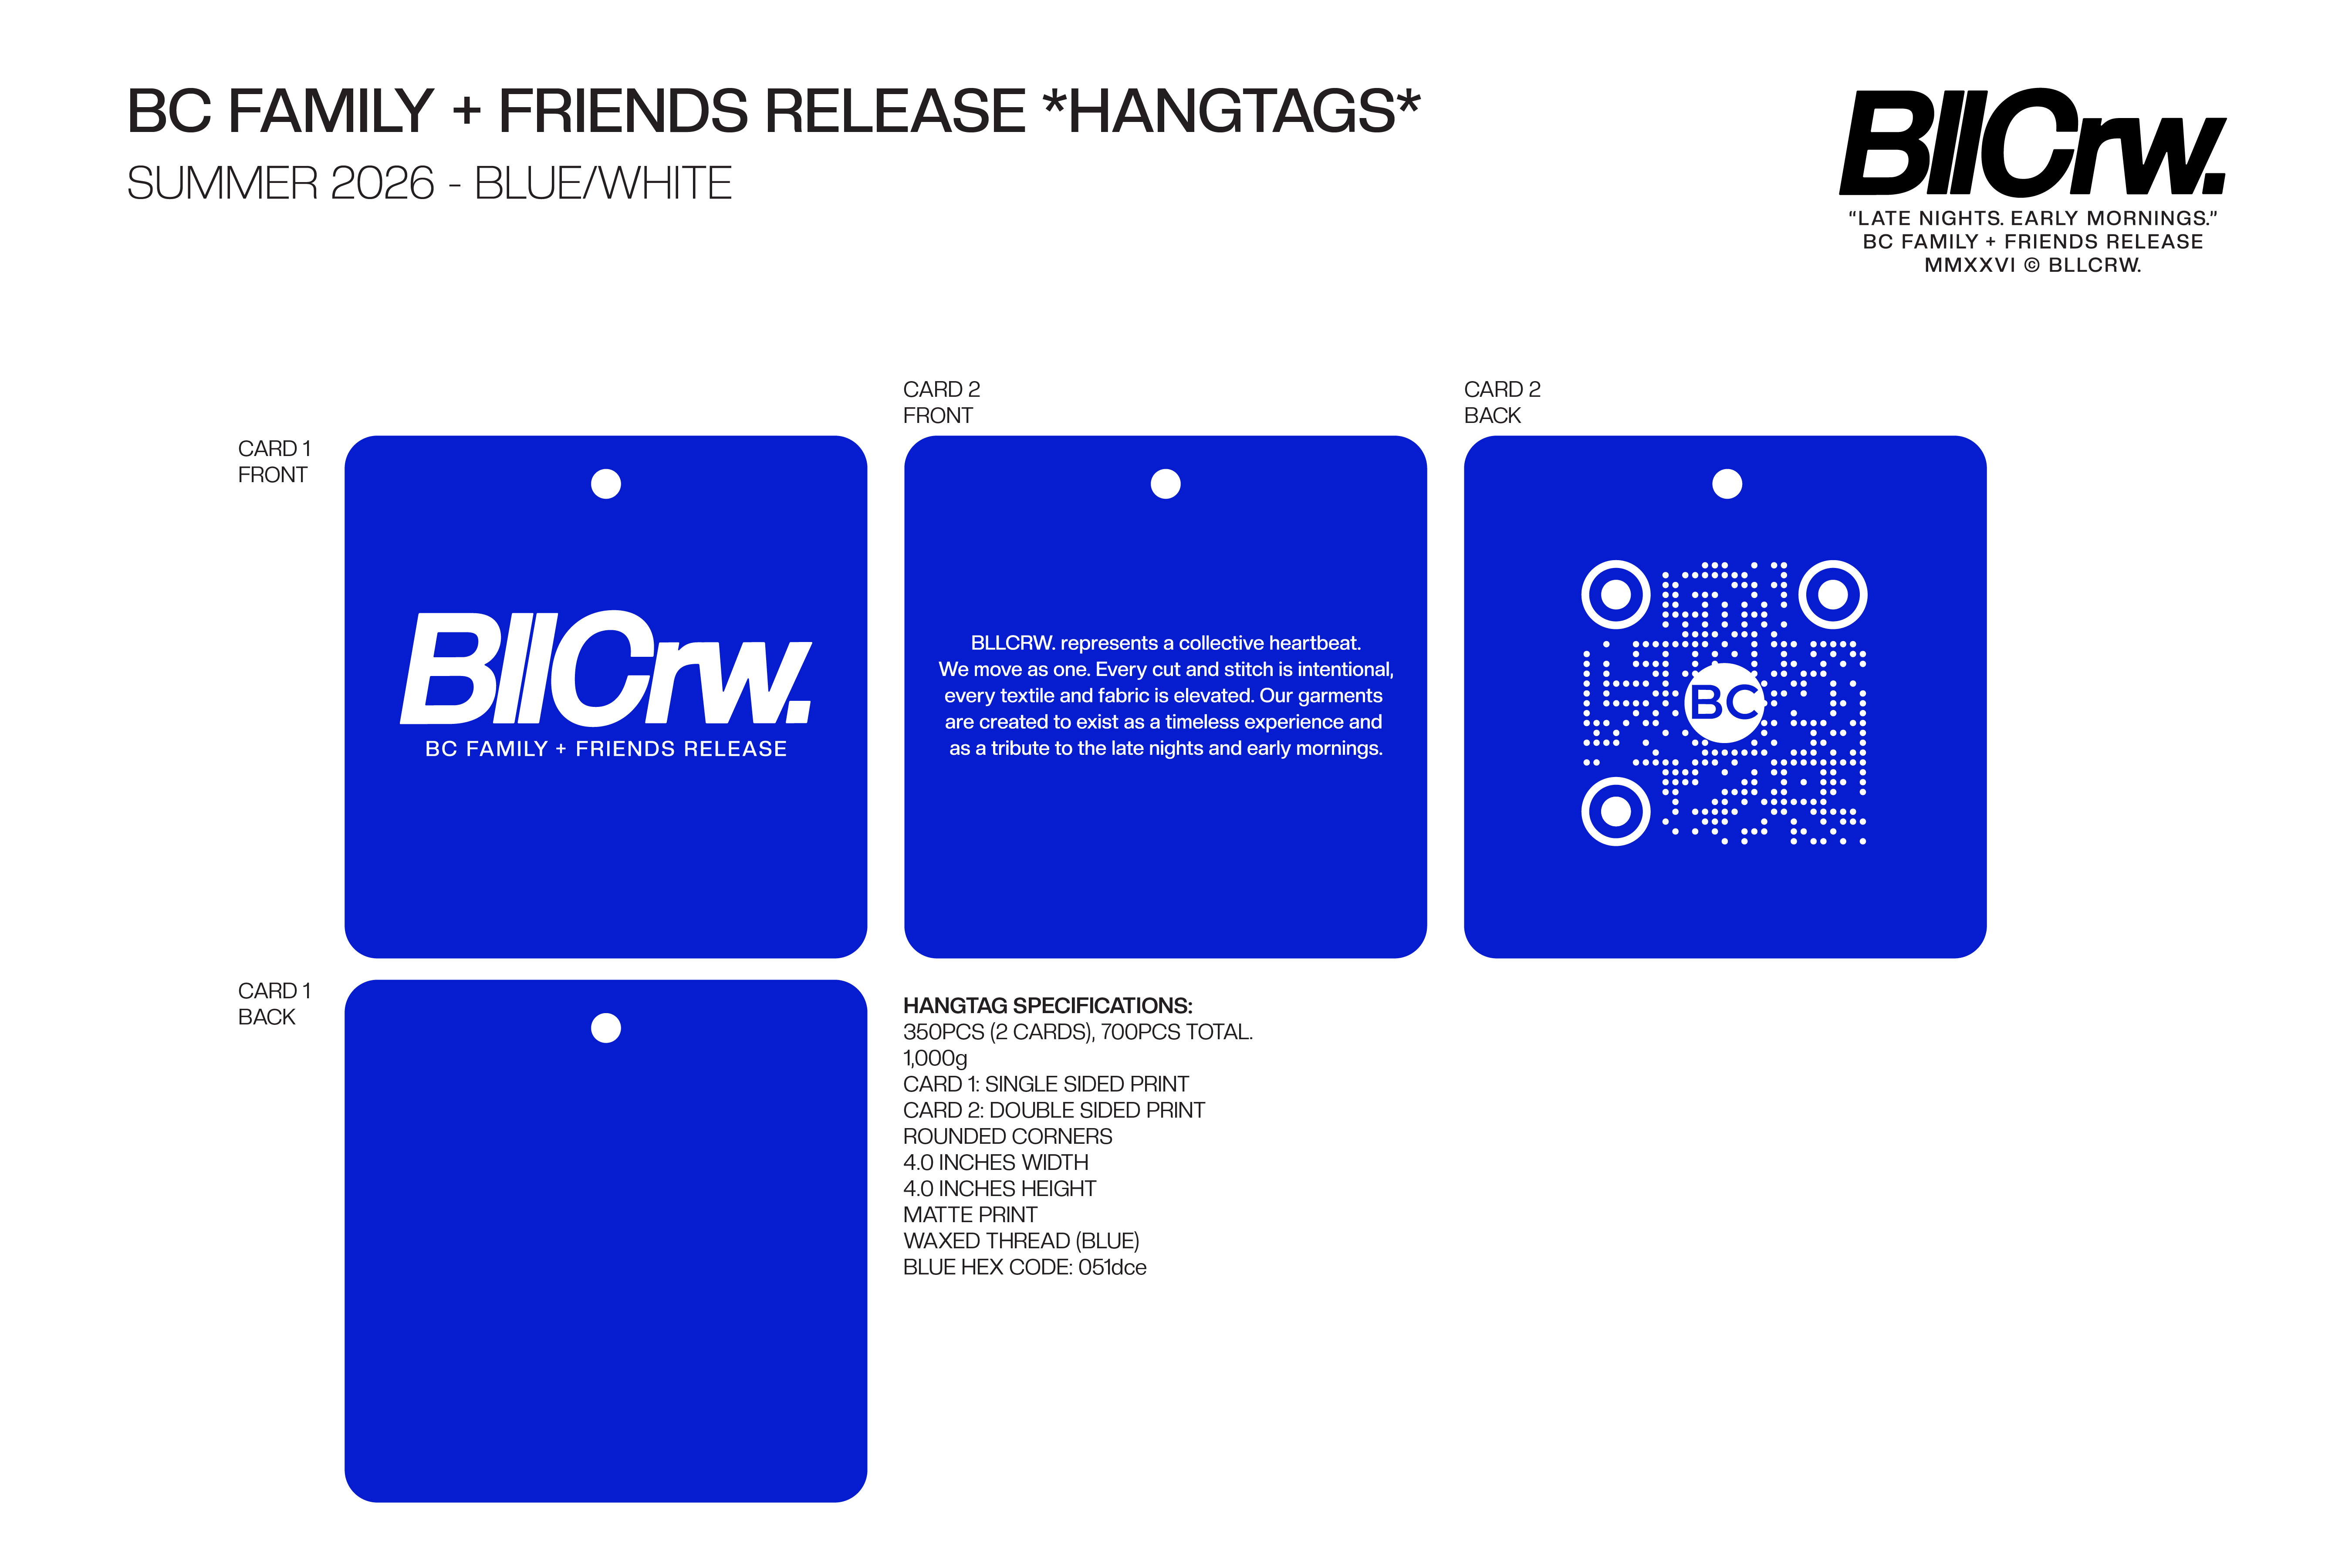 BC FAMILY + FRIENDS RELEASE *HANGTAGS*
SUMMER 2026 - BLUE/WHITE
BllCrw.
“LATE NIGHTS. EARLY MORNINGS.”
BC FAMILY + FRIENDS RELEASE
MMXXVI © BLLCRW.
CARD 1
FRONT
BllCrw.
BC FAMILY + FRIENDS RELEASE
CARD 2
FRONT
BLLCRW. represents a collective heartbeat.
We move as one. Every cut and stitch is intentional,
every textile and fabric is elevated. Our garments
are created to exist as a timeless experience and
as a tribute to the late nights and early mornings.
CARD 2
BACK
BC
CARD 1
BACK
HANGTAG SPECIFICATIONS:
350PCS (2 CARDS), 700PCS TOTAL.
1,000g
CARD 1: SINGLE SIDED PRINT
CARD 2: DOUBLE SIDED PRINT
ROUNDED CORNERS
4.0 INCHES WIDTH
4.0 INCHES HEIGHT
MATTE PRINT
WAXED THREAD (BLUE)
BLUE HEX CODE: 051dce